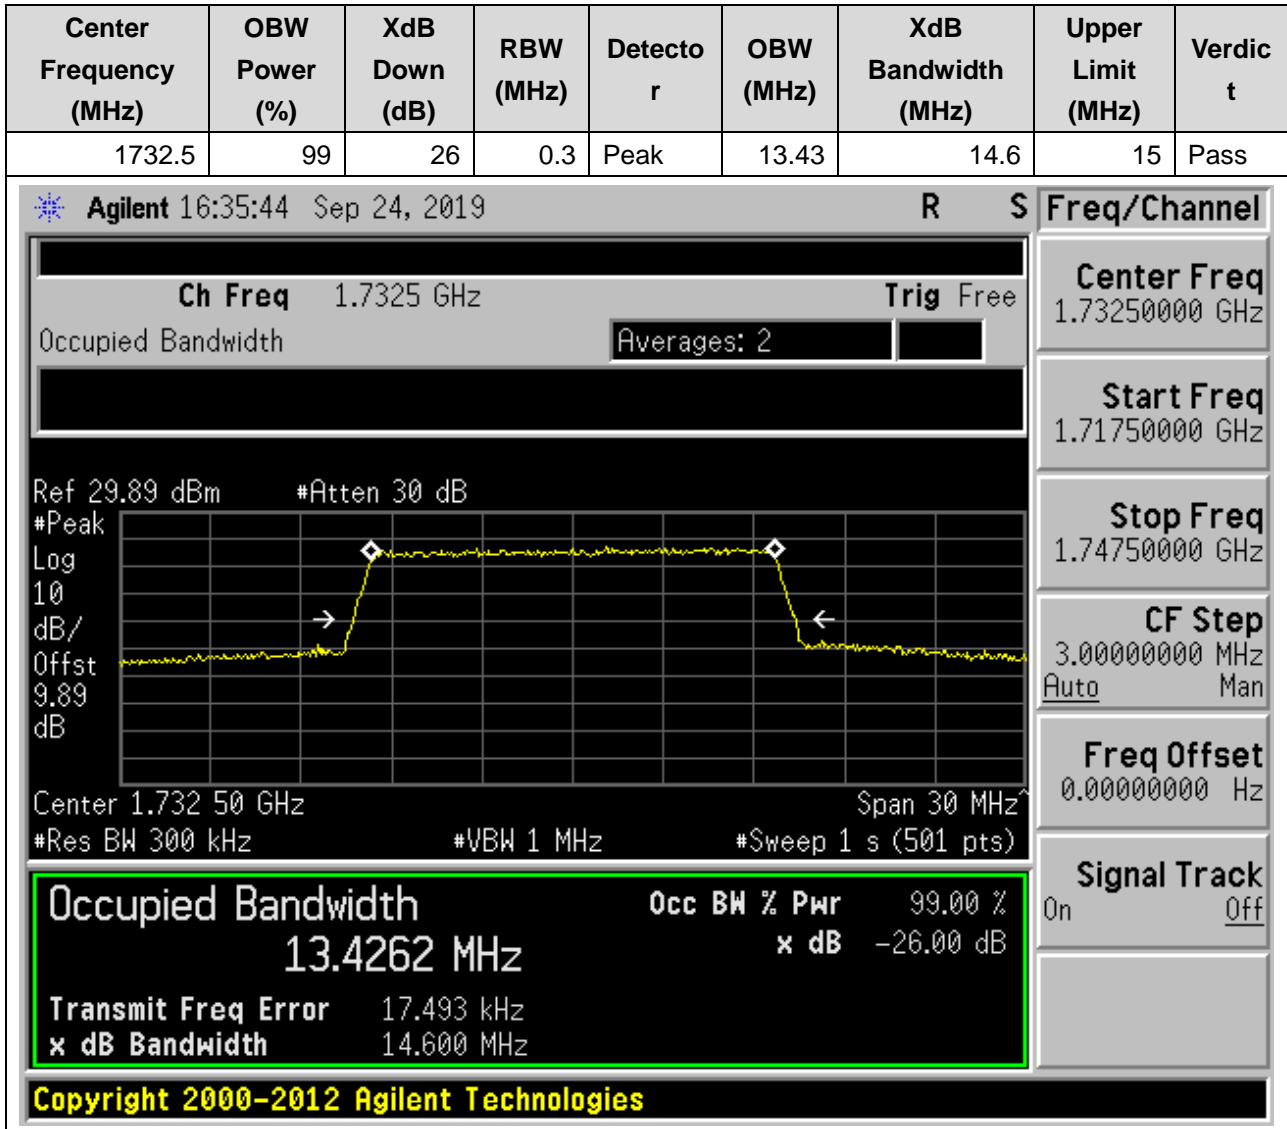 Center Frequency (MHz) OBW Power (%) XdB Down (dB) RBW (MHz) Detector OBW (MHz) XdB Bandwidth (MHz) Upper Limit (MHz) Verdict
1732.5 99 26 0.3 Peak 13.43 14.6 15 Pass
Agilent 16:35:44 Sep 24, 2019 R S
Ch Freq 1.7325 GHz Trig Free
Occupied Bandwidth Averages: 2
Ref 29.89 dBm #Atten 30 dB
#Peak
Log
10
dB/
Offst
9.89
dB
Center 1.732 50 GHz Span 30 MHz^
#Res BW 300 kHz #VBW 1 MHz #Sweep 1 s (501 pts)
Occupied Bandwidth Occ BW % Pwr 99.00 %
13.4262 MHz x dB -26.00 dB
Transmit Freq Error 17.493 kHz
x dB Bandwidth 14.600 MHz
Copyright 2000-2012 Agilent Technologies
Freq/Channel
Center Freq
1.73250000 GHz
Start Freq
1.71750000 GHz
Stop Freq
1.74750000 GHz
CF Step
3.00000000 MHz
Auto Man
Freq Offset
0.00000000 Hz
Signal Track
On Off